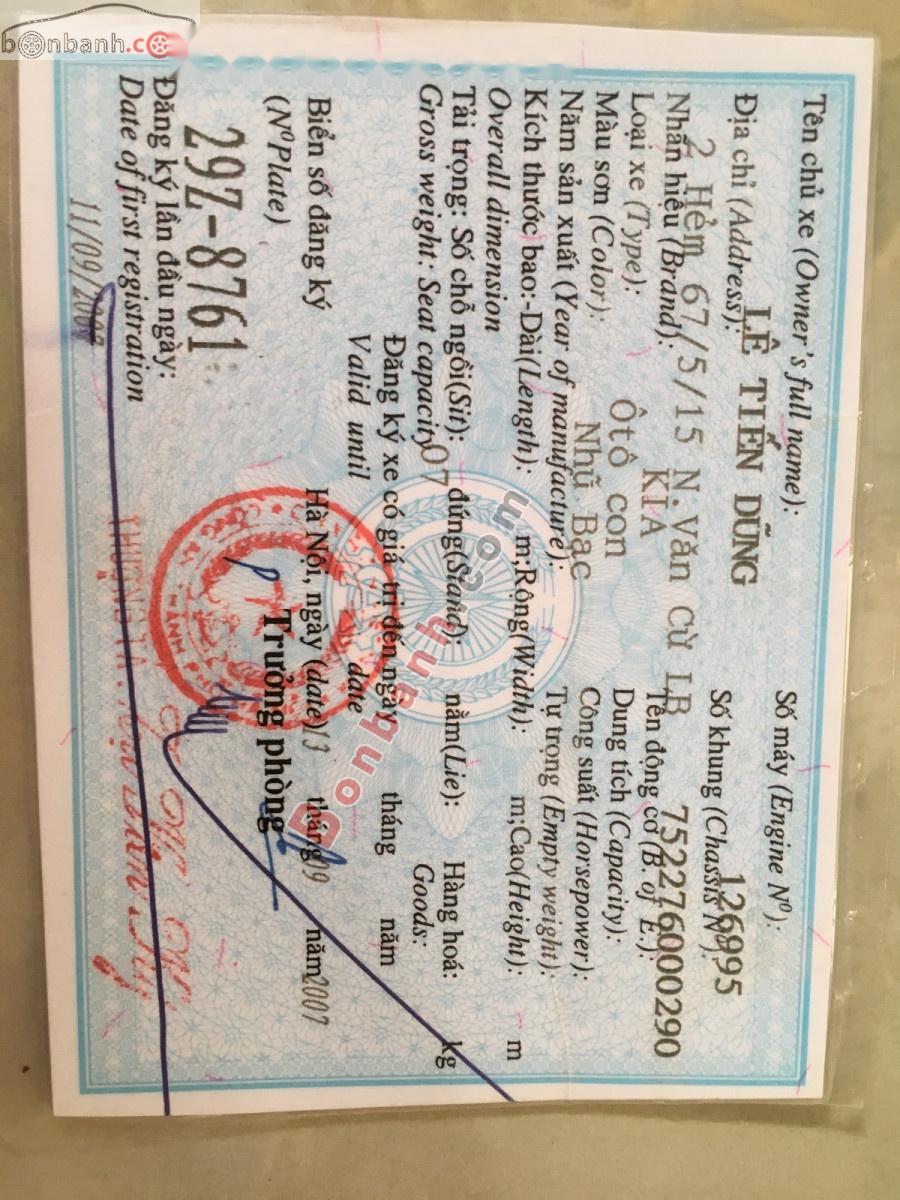 bonbanh.co
Tên chủ xe (Owner's full name):
LÊ TIẾN DŨNG
Số máy (Engine Nº):
126995
Địa chỉ (Address):
Số khung (Chassis Nº):
2 Hẻm 67/5/15 N.Văn Cừ LB
752276000290
Nhãn hiệu (Brand):
KIA
Tên động cơ (B. of E.):
Loại xe (Type):
Ôtô con
Dung tích (Capacity):
Màu sơn (Color):
Nhũ Bạc
Công suất (Horsepower):
Năm sản xuất (Year of manufacture):
Tự trọng (Empty weight):
Kích thước bao:-Dài(Length): m;Rộng(Width): m;Cao(Height): m
Overall dimension
Tải trọng: Số chỗ ngồi(Sit): đứng(Stand): nằm(Lie): Hàng hoá: kg
Gross weight: Seat capacity 07 Goods:
Đăng ký xe có giá trị đến ngày tháng năm
Valid until date
Biển số đăng ký
(NºPlate)
Hà Nội, ngày (date)13 tháng 09 năm 2007
Trưởng phòng
29Z-8761
Đăng ký lần đầu ngày:
Date of first registration
Bonbanh.com